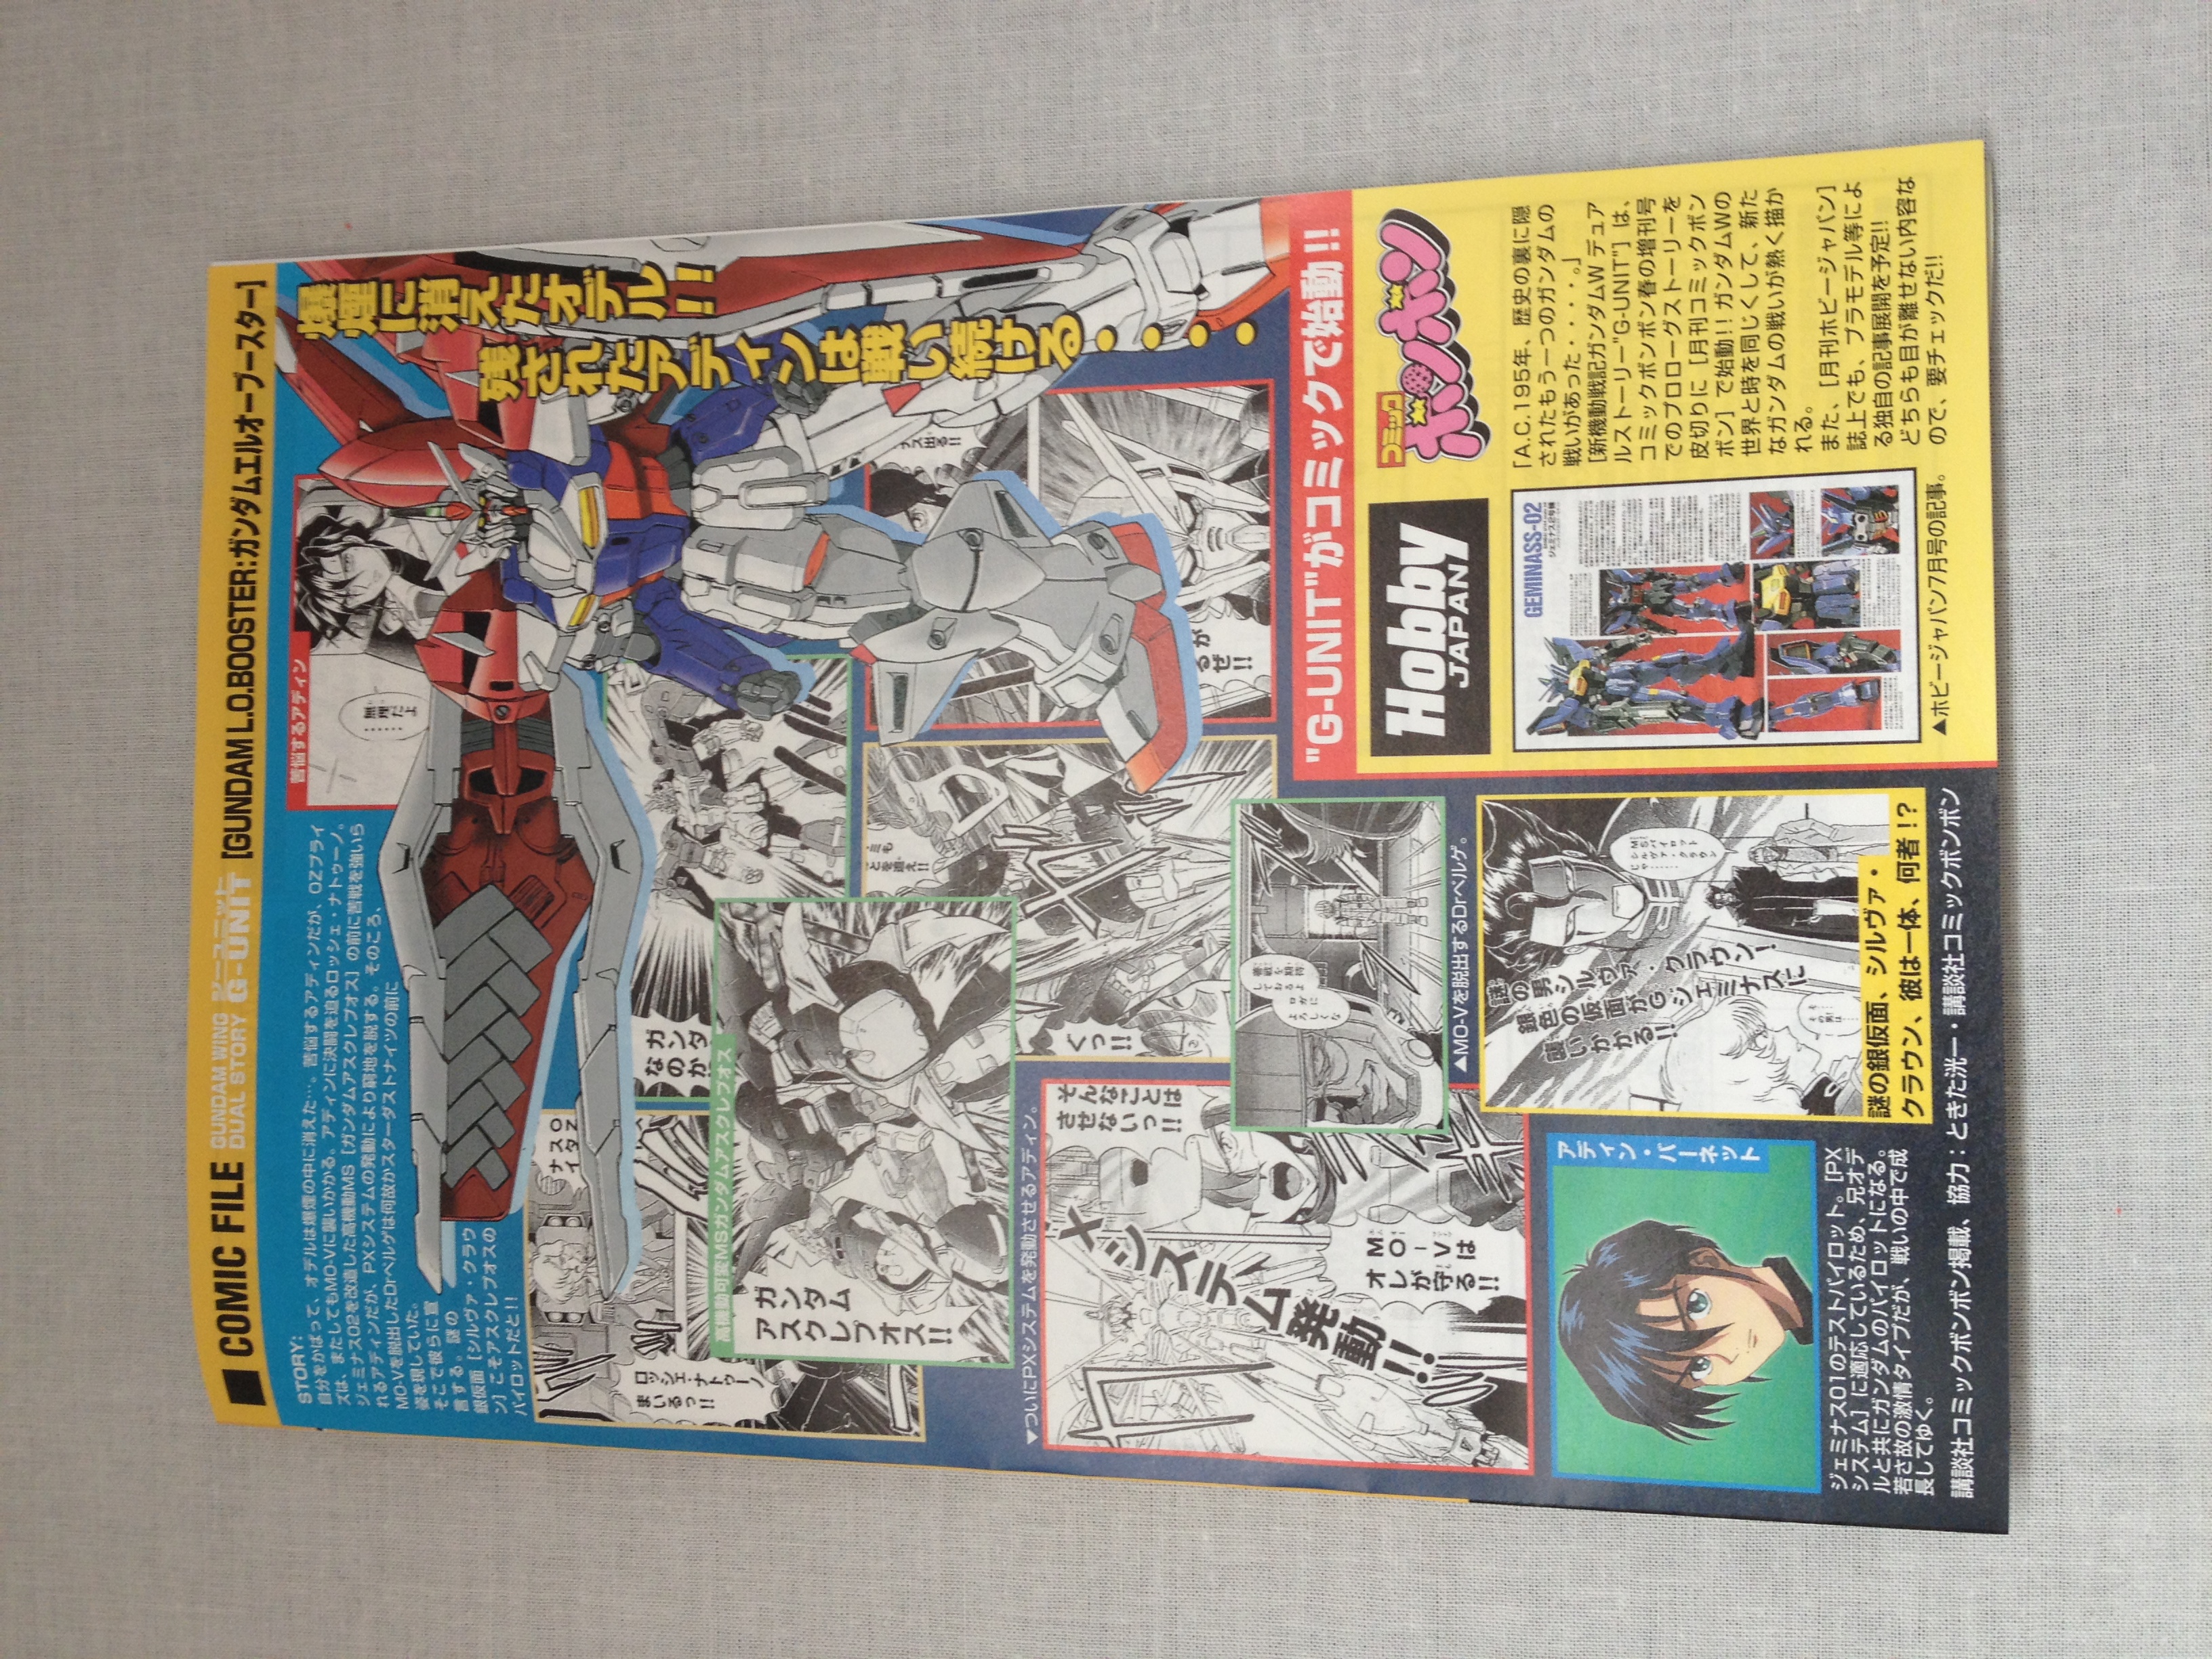 ■ COMIC FILE GUNDAM WING DUAL STORY ジーユニット G-UNIT [GUNDAM L.O.BOOSTER:ガンダムエルオーブースター]
STORY:
自分をかばって、オデルは爆煙の中に消えた…。苦悩するアディンだが、OZプライ
ズは、またしてもMO-Vに襲いかかる。アディンに決闘を迫るロッシェ・ナトゥーノ。
ジェミナス02を改造した高機動MS［ガンダムアスクレプオス］の前に苦戦を強いら
れるアディンだが、PXシステムの発動により窮地を脱する。そのころ、
MO-Vを脱出したDrペルゲは何故かスターダストナイツの前に
姿を現していた。
そこで彼らに宣
言する。謎の
銀仮面［シルヴァ・クラウ
ン］こそアスクレプオスの
パイロットだと!!
苦悩するアディン
無理だよ
……
爆煙に消えたオデル!!
残されたアディンは戦い続ける・・・・
OZ
スタ
ナイ
ロッシェ・ナトゥーノ
まいるっ!!
ガンダ
なのか
高機動可変MSガンダムアスクレプオス
ガンダム
アスクレプオス!!
ことを追え!!
ナス出る!!
▼ついにPXシステムを発動させるアディン。
そんなことは
させないっ!!
Xシステム発動!!
MO-Vは
オレが守る!!
くっ!!
が
るぜ!!
善戦を期待
しておるよ
ロガに
よろしくな
▲MO-Vを脱出するDrペルゲ。
謎の男シルヴァ・クラウン!
銀色の仮面がGジェミナスに
襲いかかる!!
MSパイロット
シルヴァ・クラウン
じゃ……
その男は…
謎の銀仮面、シルヴァ・
クラウン、彼は一体、何者!?
アディン・バーネット
ジェミナス01のテストパイロット。［PX
システム］に適応しているため、兄オデ
ルと共にガンダムのパイロットになる。
若さ故の激情タイプだが、戦いの中で成
長してゆく。
講談社コミックボンボン掲載、協力：ときた洸一・講談社コミックボンボン
"G-UNIT"がコミックで始動!!
Hobby
JAPAN
コミック
ボンボン
GEMINASS-02
ジェミナス2号機
▲ホビージャパン7月号の記事。
「A.C.195年、歴史の裏に隠
されたもう一つのガンダムの
戦いがあった・・・・。」
［新機動戦記ガンダムW デュア
ルストーリー"G-UNIT"］は、
コミックボンボン春の増刊号
でのプロローグストーリーを
皮切りに［月刊コミックボン
ボン］で始動!! ガンダムWの
世界と時を同じくして、新た
なガンダムの戦いが熱く描か
れる。
また、［月刊ホビージャパン］
誌上でも、プラモデル等によ
る独自の記事展開を予定!!
どちらも目が離せない内容な
ので、要チェックだ!!